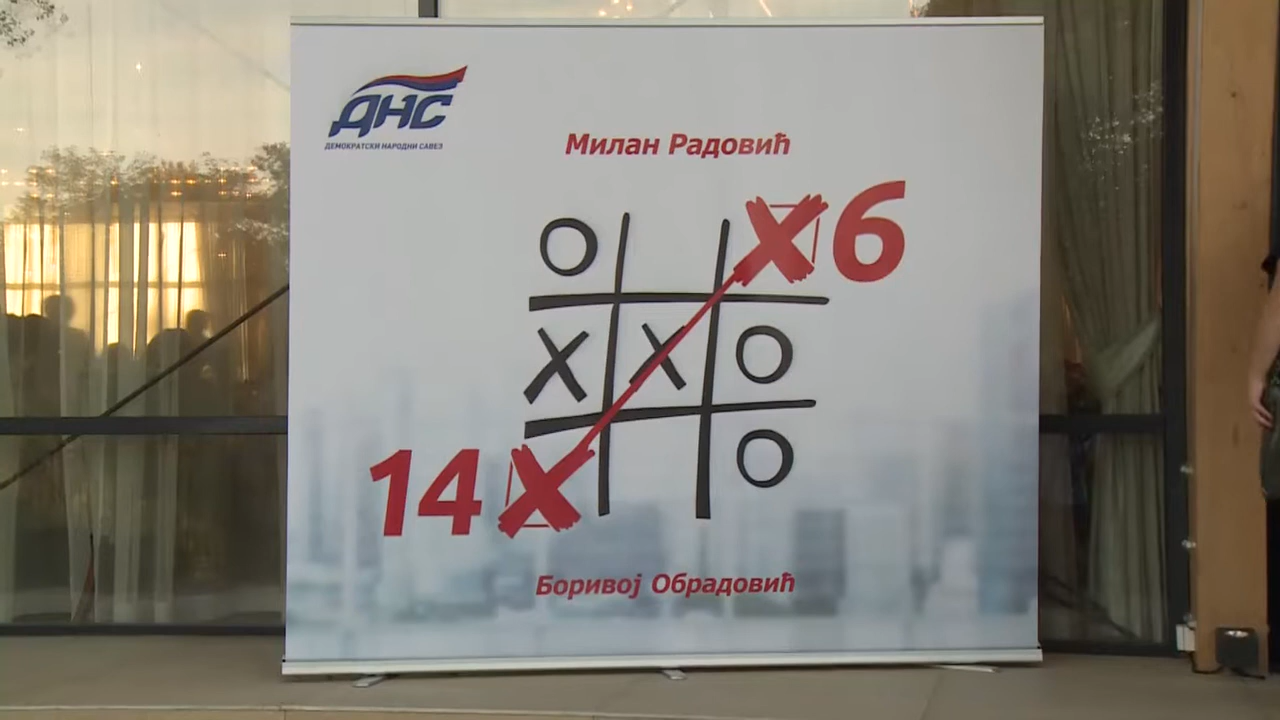 ДНС
ДЕМОКРАТСКИ НАРОДНИ САВЕЗ
Милан Радовић
O X 6
X X O
14 X O
Боривој Обрадовић